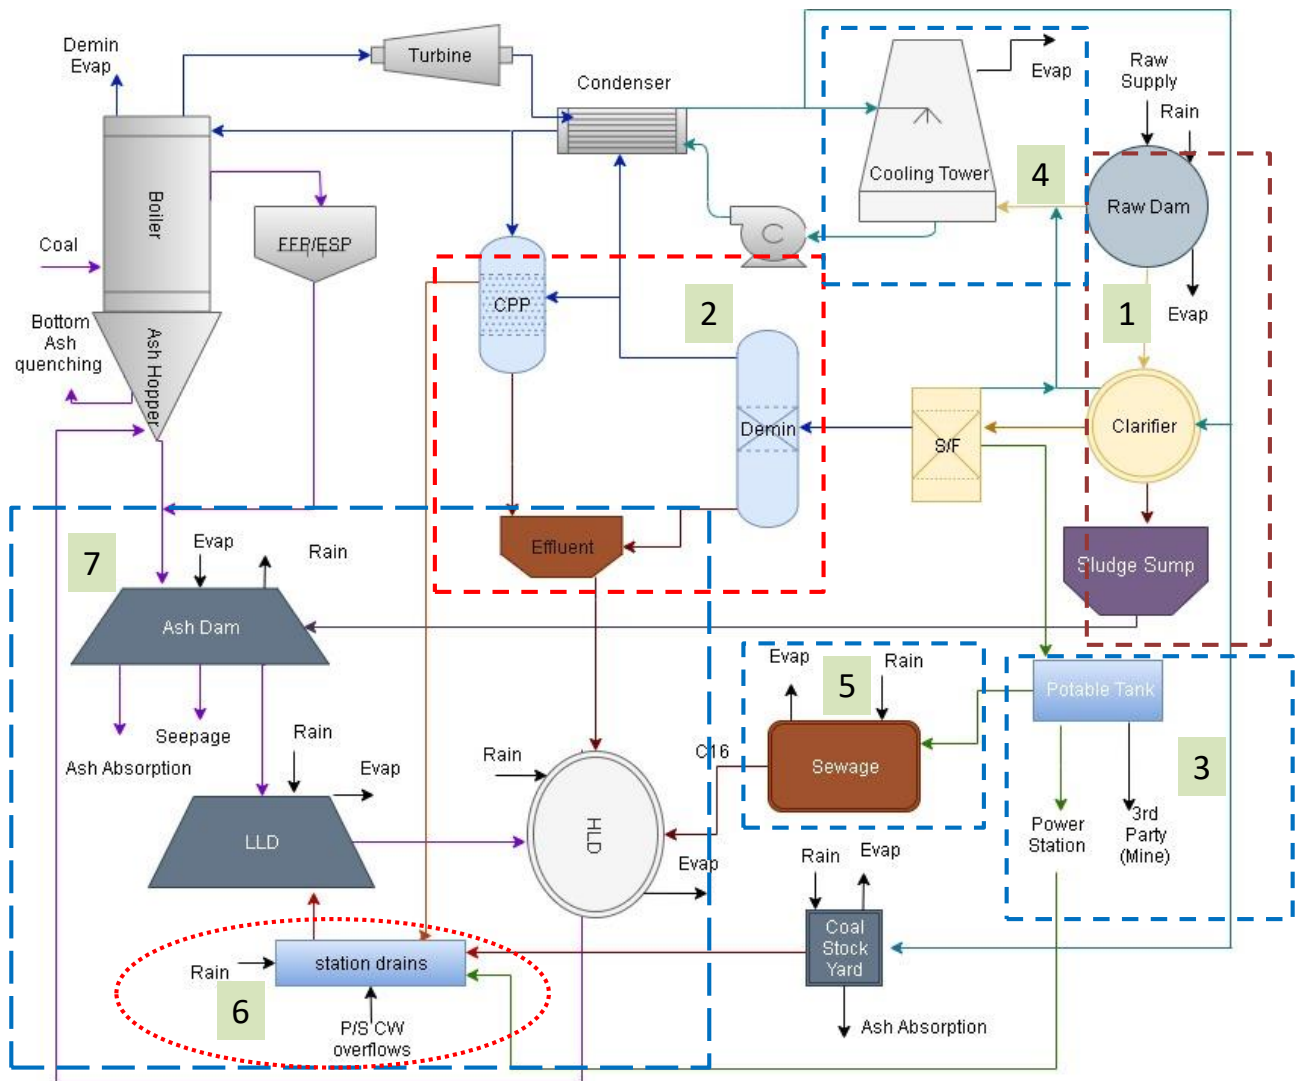 Demin
Evap
Turbine
Condenser
Evap
Raw
Supply
Rain
Boiler
Cooling Tower
4
Raw Dam
FFP/ESP
C
Coal
CPP
2
1
Evap
Bottom
Ash
quenching
Ash Hopper
Demin
S/F
Clarifier
7
Evap
Rain
Effluent
Sludge Sump
Ash Dam
Evap
Rain
5
Potable Tank
Seepage
Rain
Ash Absorption
Evap
Rain
C16
Sewage
3
LLD
HLD
Power
Station
3rd
Party
(Mine)
Evap
Rain
Evap
Coal
Stock
Yard
station drains
Rain
6
P/S CW
overflows
Ash Absorption